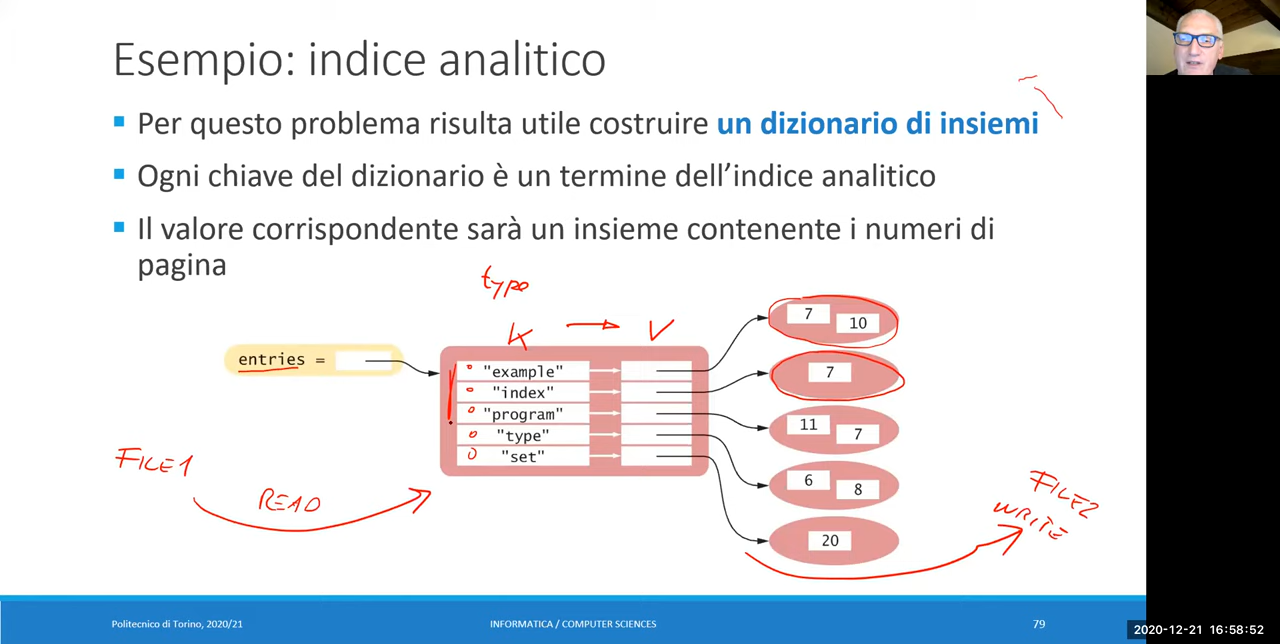 Esempio: indice analitico
Per questo problema risulta utile costruire un dizionario di insiemi
Ogni chiave del dizionario è un termine dell'indice analitico
Il valore corrispondente sarà un insieme contenente i numeri di
pagina
type
K → V
entries =
"example"
"index"
"program"
"type"
"set"
7 10
7
11 7
6 8
20
FILE1
READ
FILE2
WRITE
Politecnico di Torino, 2020/21
INFORMATICA / COMPUTER SCIENCES
79
2020-12-21 16:58:52